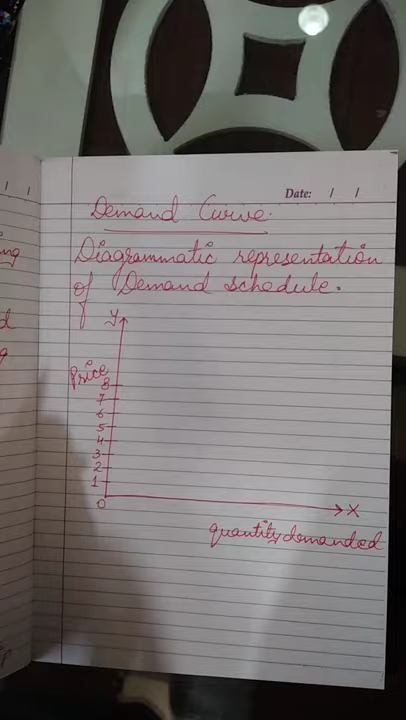 Date: / /
Demand Curve.
Diagrammatic representation
of Demand schedule.
y
Price
8
7
6
5
4
3
2
1
0
X
quantity demanded